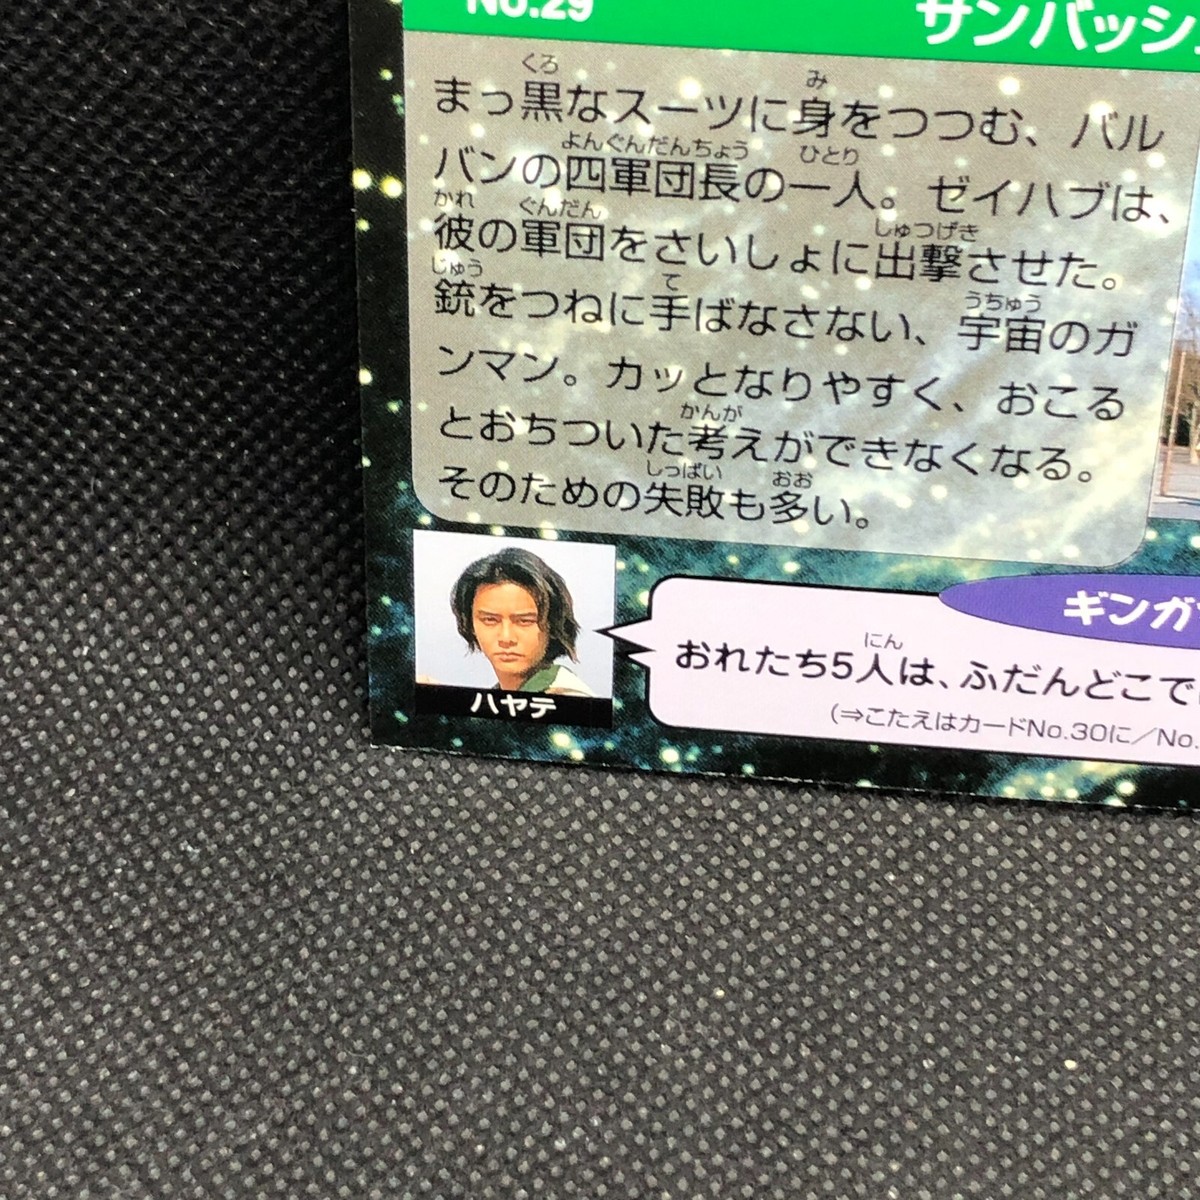 No.29
サンバッシュ
まっ黒なスーツに身をつつむ、バル
バンの四軍団長の一人。ゼイハブは、
彼の軍団をさいしょに出撃させた。
銃をつねに手ばなさない、宇宙のガ
ンマン。カッとなりやすく、おこる
とおちついた考えができなくなる。
そのための失敗も多い。
ギンガ
おれたち5人は、ふだんどこで
(⇒こたえはカードNo.30に／No.
ハヤテ